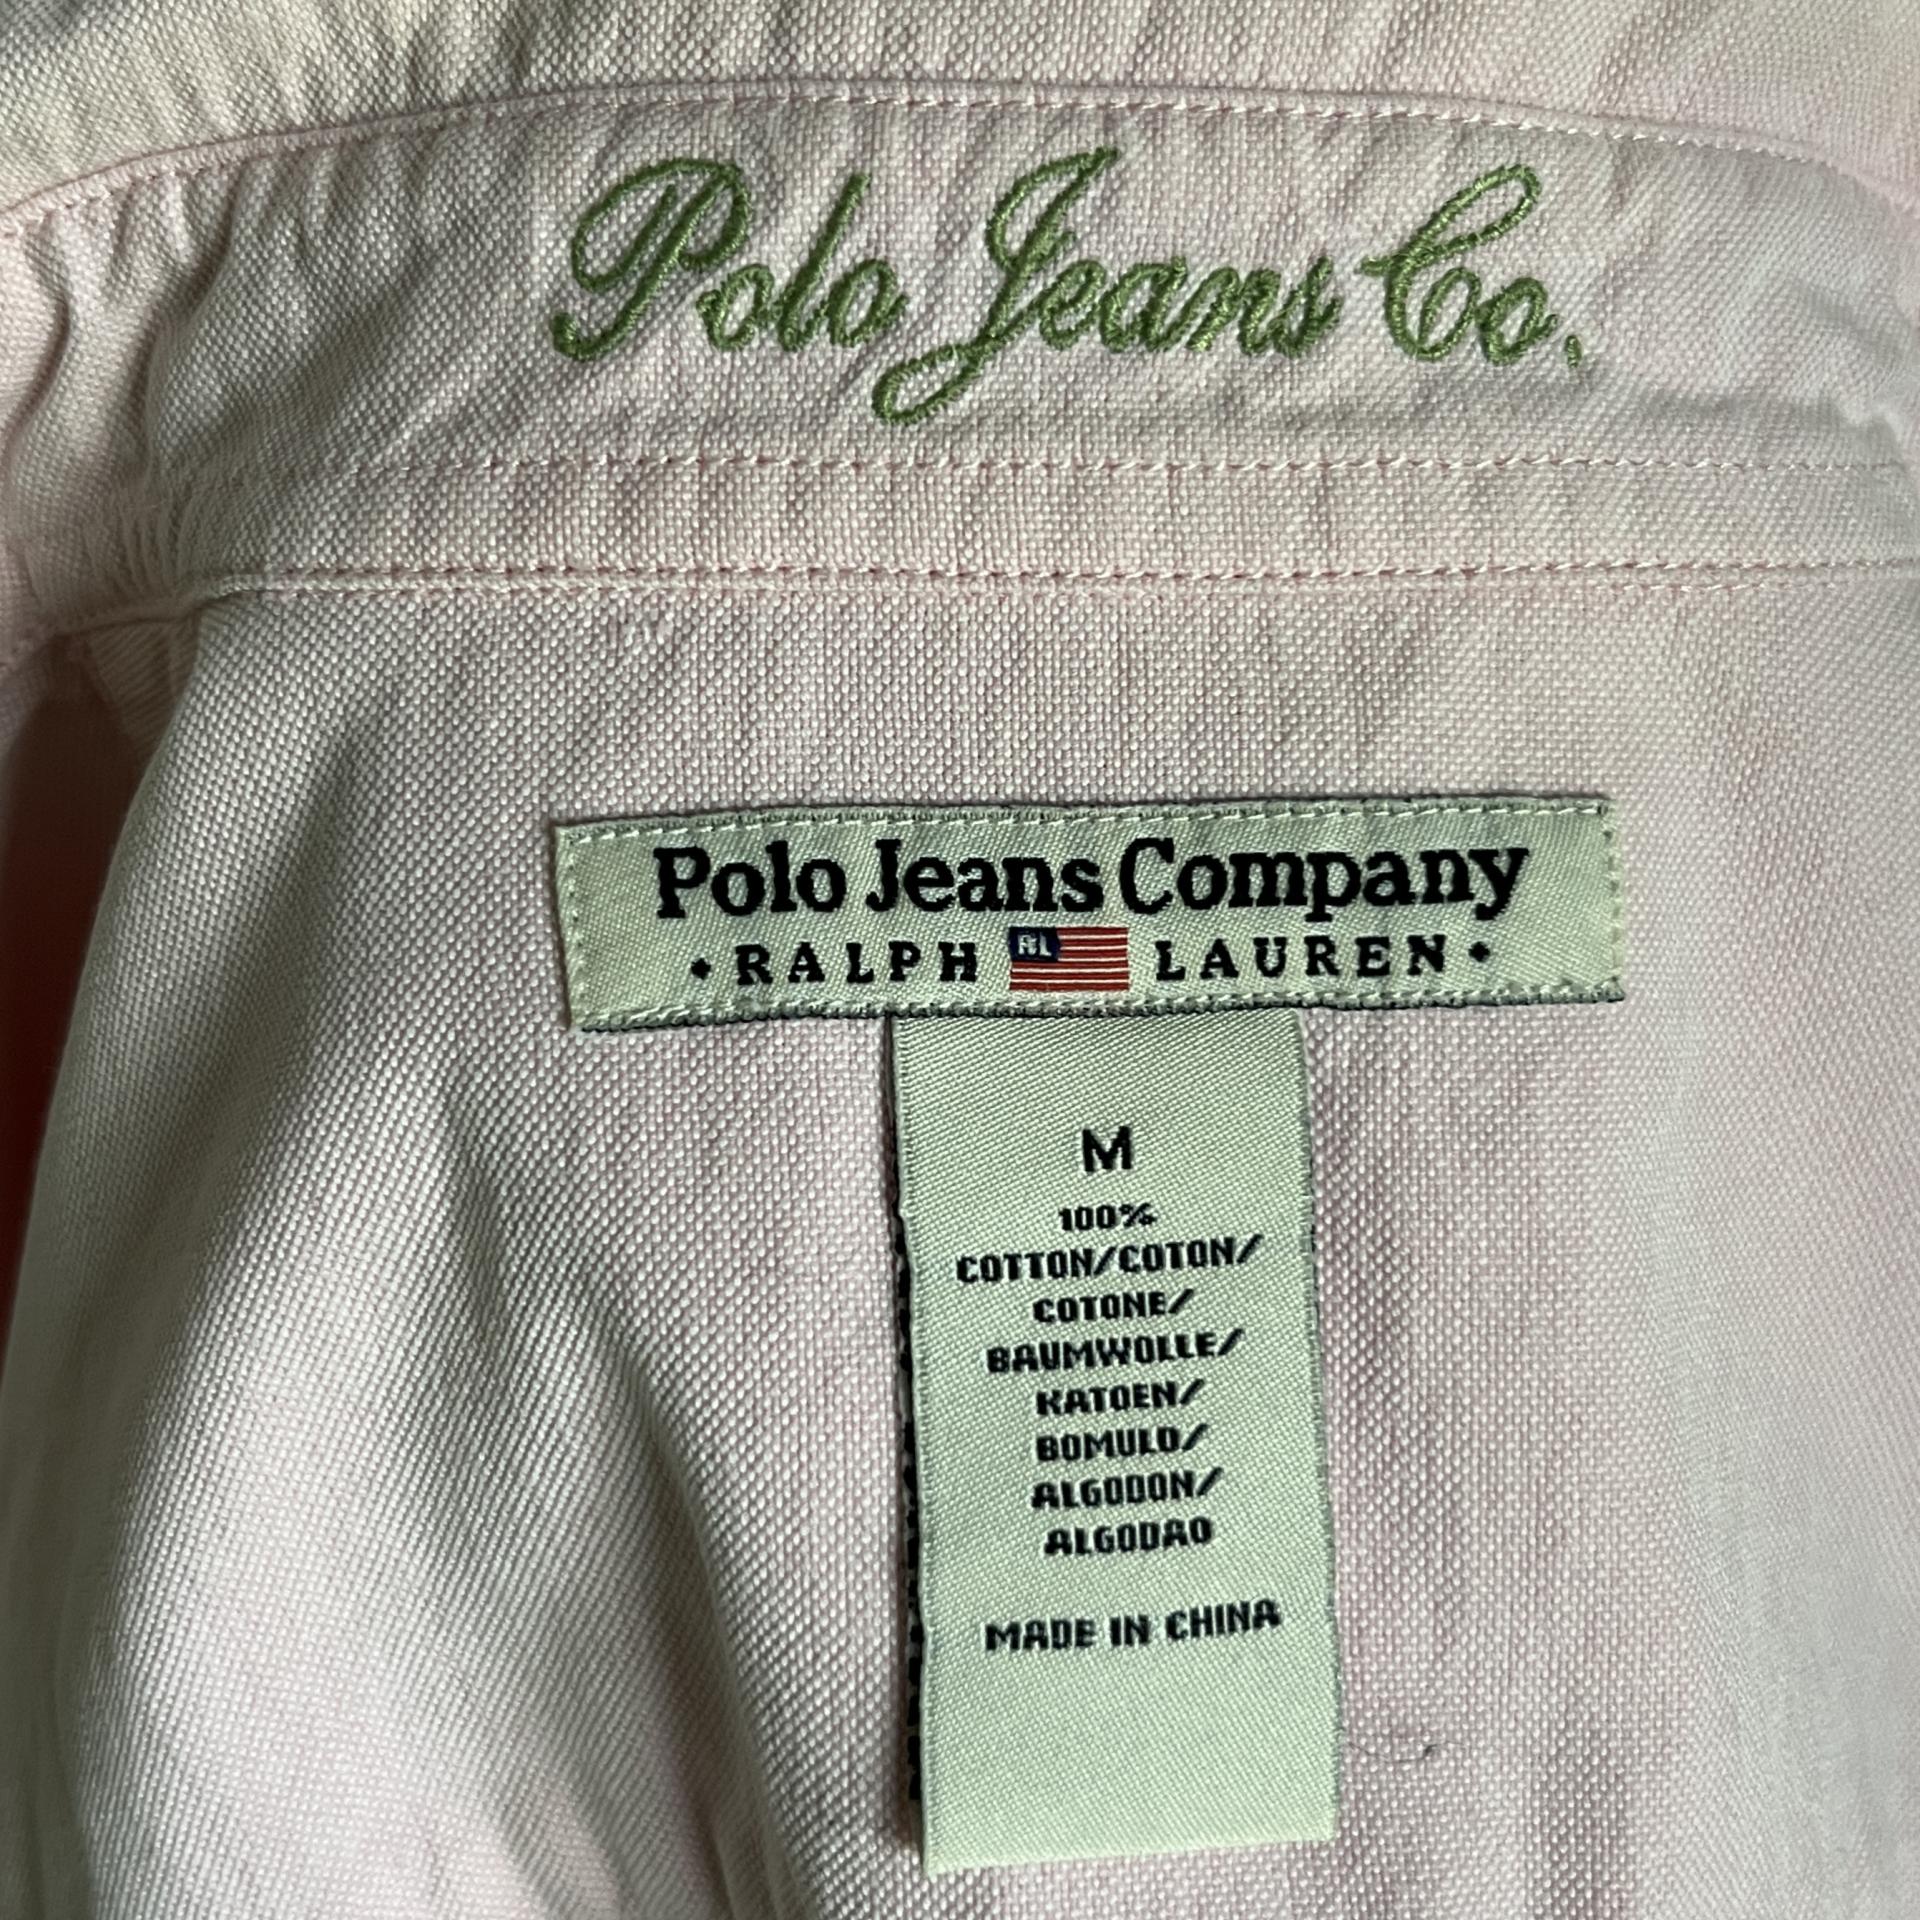 Polo Jeans Co.
Polo Jeans Company
• RALPH RL LAUREN •
M
100%
COTTON/COTON/
COTONE/
BAUMWOLLE/
KATOEN/
BOMULD/
ALGODON/
ALGODAO
MADE IN CHINA